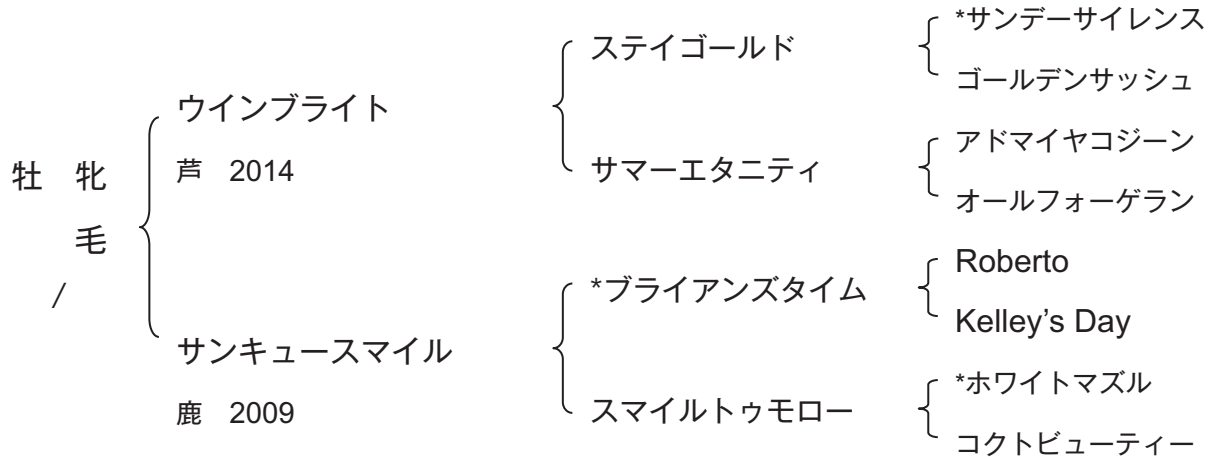 牡 牝
毛
/
ウインブライト
芦 2014
サンキュースマイル
鹿 2009
ステイゴールド
サマーエタニティ
*ブライアンズタイム
スマイルトゥモロー
*サンデーサイレンス
ゴールデンサッシュ
アドマイヤコジーン
オールフォーゲラン
Roberto
Kelley’s Day
*ホワイトマズル
コクトビューティー